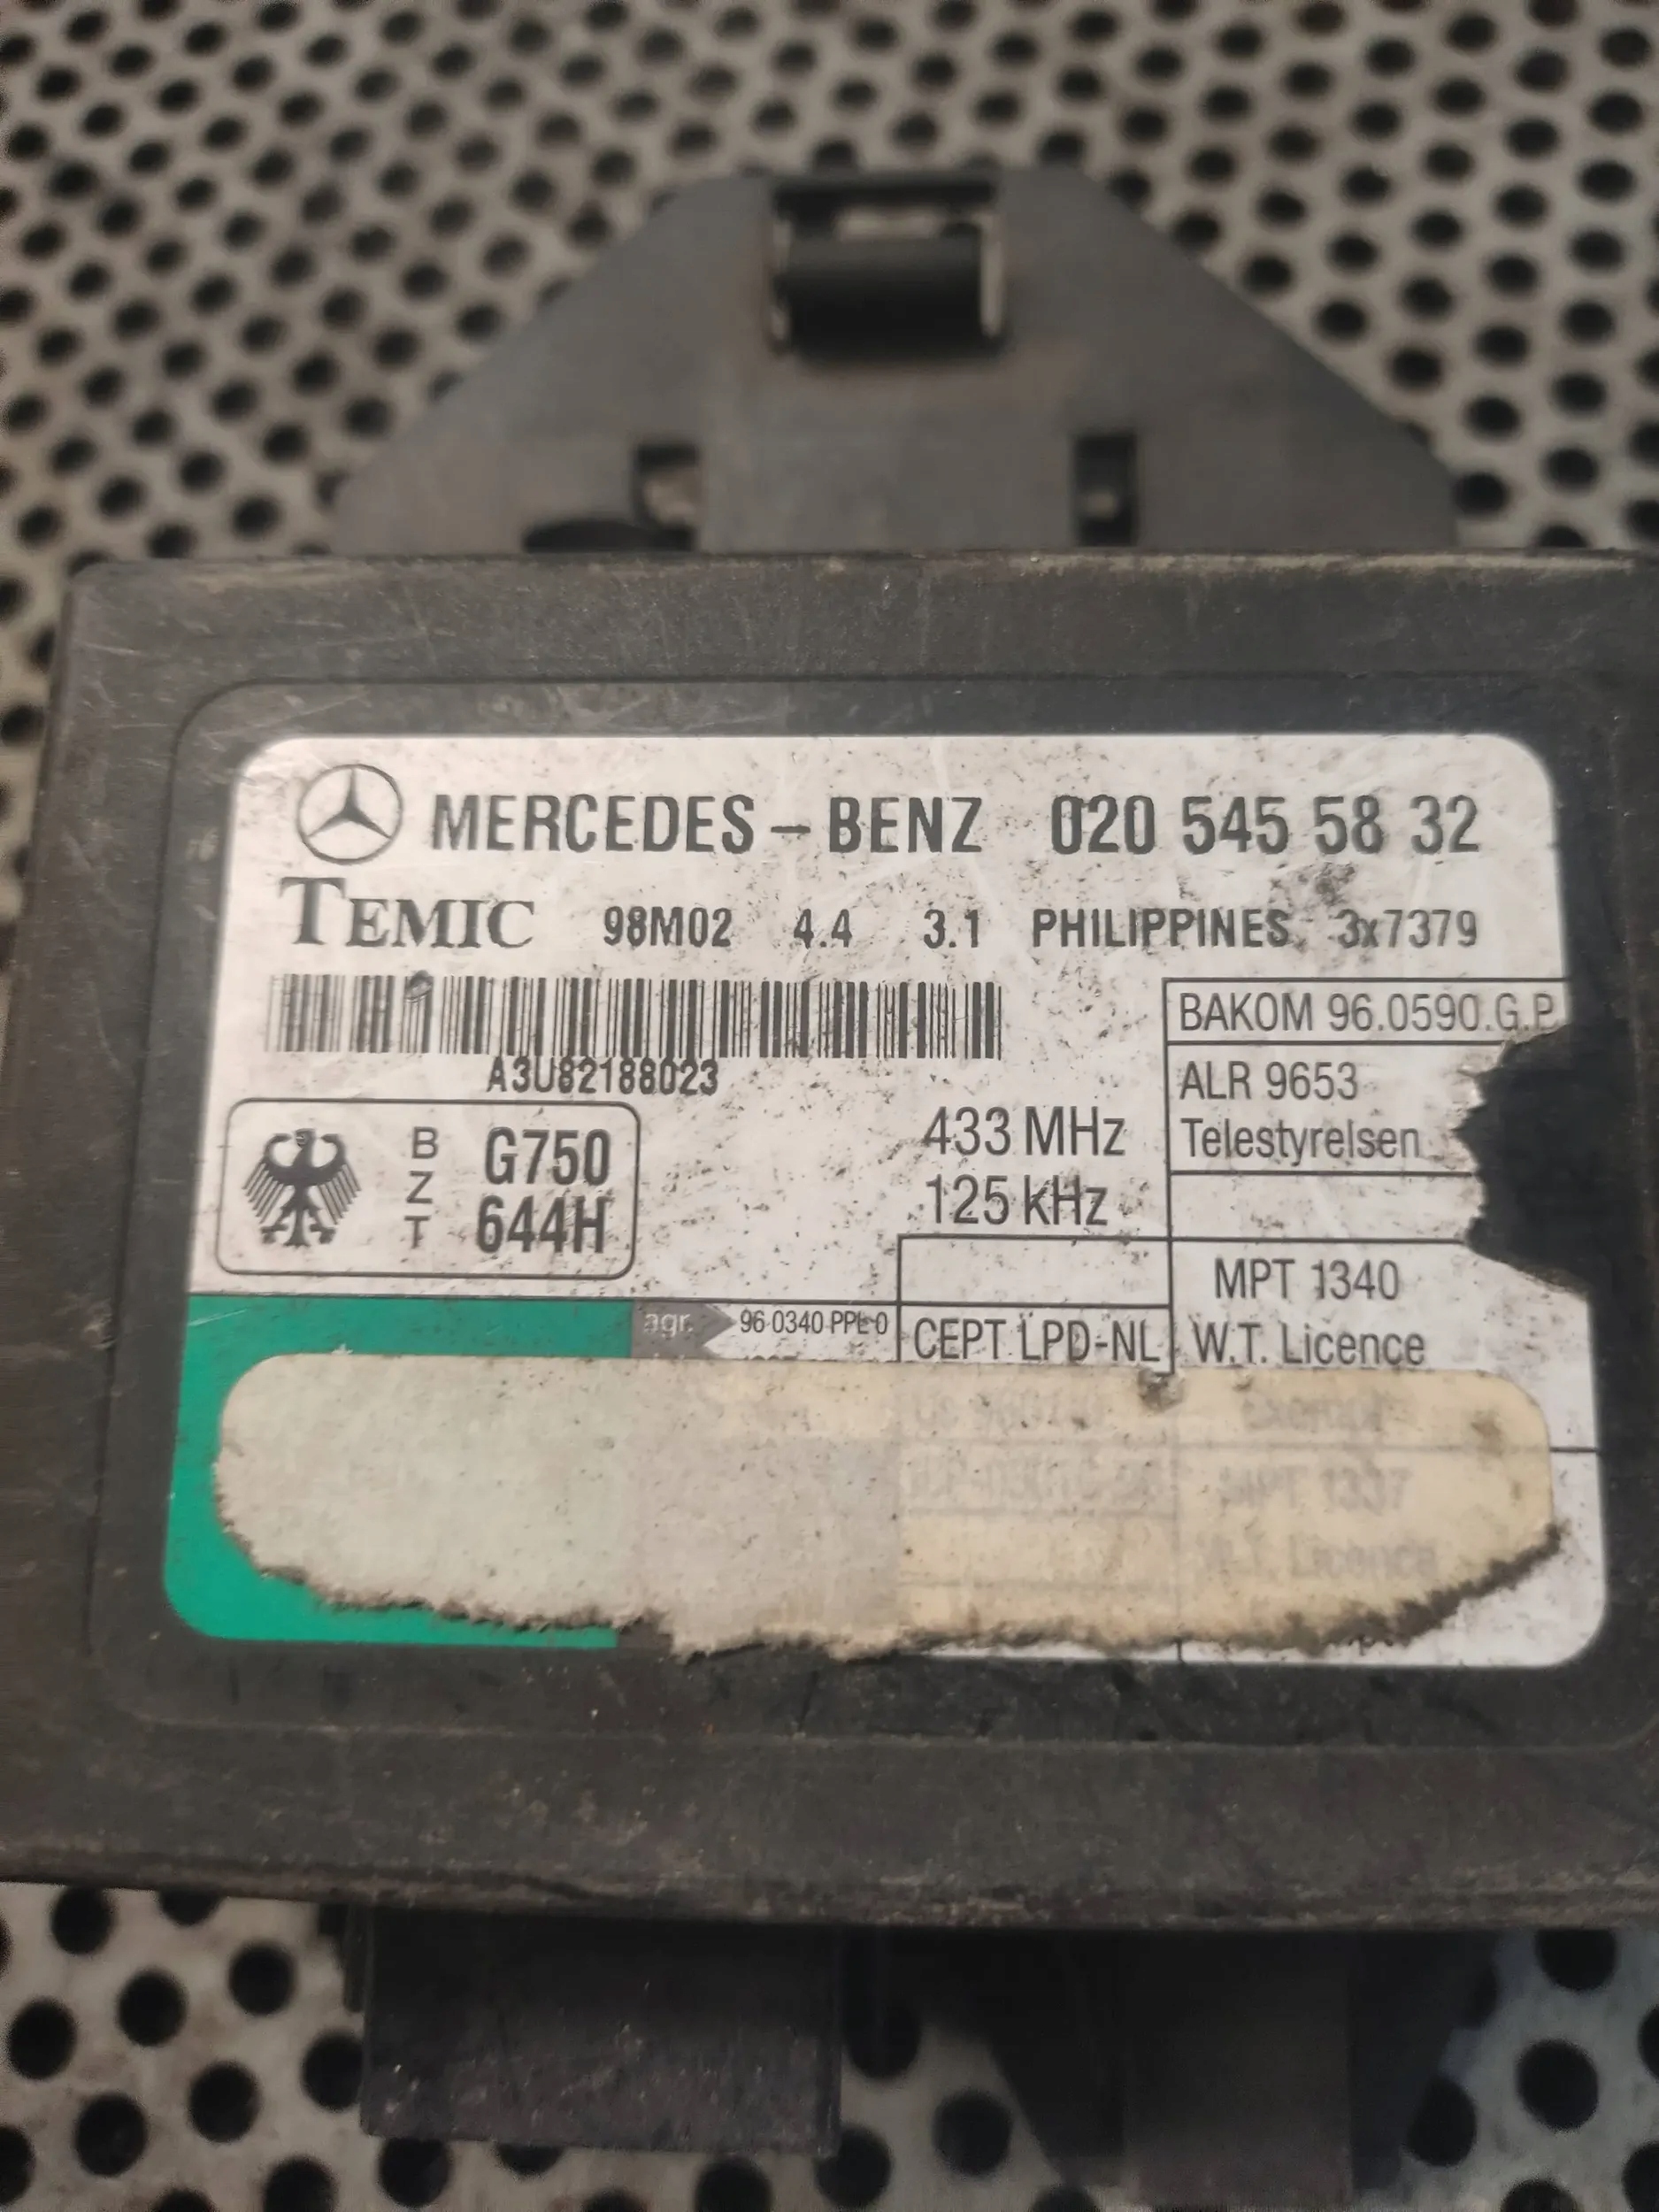 MERCEDES-BENZ 020 545 58 32
TEMIC 98M02 4.4 3.1 PHILIPPINES 3x7379
BAKOM 96.0590.G.P
A3U82188023
ALR 9653
Telestyrelsen
433 MHz
125 kHz
BZT
G750
644H
MPT 1340
W.T. Licence
agr. 96 0340 PPL 0
CEPT LPD-NL
MPT 1337
W.T. Licence